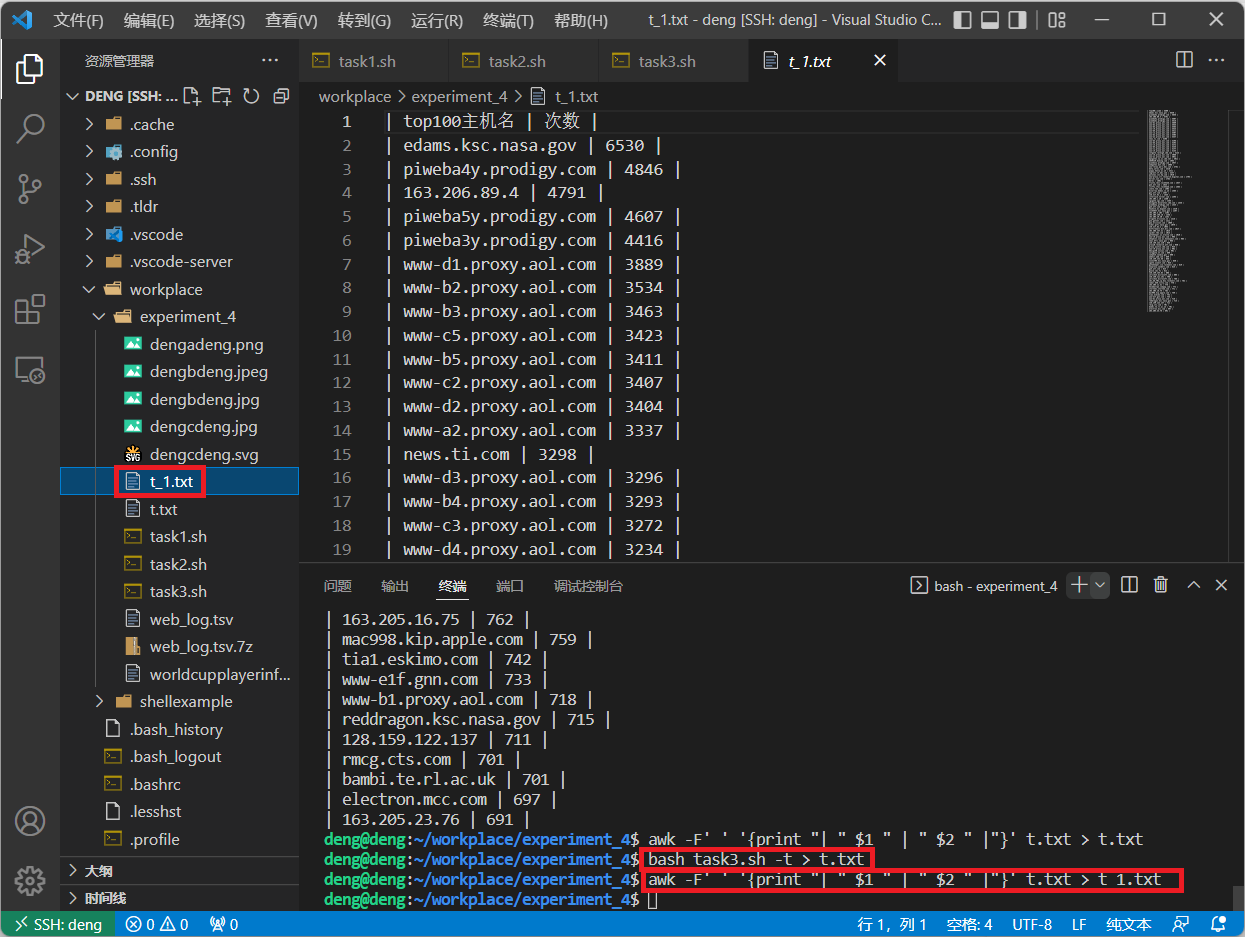 文件(F) 编辑(E) 选择(S) 查看(V) 转到(G) 运行(R) 终端(T) 帮助(H) t_1.txt - deng [SSH: deng] - Visual Studio C...
资源管理器
DENG [SSH: ...
.cache
.config
.ssh
.tldr
.vscode
.vscode-server
workplace
experiment_4
dengadeng.png
dengbdeng.jpeg
dengbdeng.jpg
dengcdeng.jpg
dengcdeng.svg
t_1.txt
t.txt
task1.sh
task2.sh
task3.sh
web_log.tsv
web_log.tsv.7z
worldcupplayerinf...
shellexample
.bash_history
.bash_logout
.bashrc
.lesshst
.profile
大纲
时间线
task1.sh task2.sh task3.sh t_1.txt
workplace > experiment_4 > t_1.txt
1 | top100主机名 | 次数 |
2 | edams.ksc.nasa.gov | 6530 |
3 | piweba4y.prodigy.com | 4846 |
4 | 163.206.89.4 | 4791 |
5 | piweba5y.prodigy.com | 4607 |
6 | piweba3y.prodigy.com | 4416 |
7 | www-d1.proxy.aol.com | 3889 |
8 | www-b2.proxy.aol.com | 3534 |
9 | www-b3.proxy.aol.com | 3463 |
10 | www-c5.proxy.aol.com | 3423 |
11 | www-b5.proxy.aol.com | 3411 |
12 | www-c2.proxy.aol.com | 3407 |
13 | www-d2.proxy.aol.com | 3404 |
14 | www-a2.proxy.aol.com | 3337 |
15 | news.ti.com | 3298 |
16 | www-d3.proxy.aol.com | 3296 |
17 | www-b4.proxy.aol.com | 3293 |
18 | www-c3.proxy.aol.com | 3272 |
19 | www-d4.proxy.aol.com | 3234 |
问题 输出 终端 端口 调试控制台 bash - experiment_4
| 163.205.16.75 | 762 |
| mac998.kip.apple.com | 759 |
| tia1.eskimo.com | 742 |
| www-e1f.gnn.com | 733 |
| www-b1.proxy.aol.com | 718 |
| reddragon.ksc.nasa.gov | 715 |
| 128.159.122.137 | 711 |
| rmcg.cts.com | 701 |
| bambi.te.rl.ac.uk | 701 |
| electron.mcc.com | 697 |
| 163.205.23.76 | 691 |
deng@deng:~/workplace/experiment_4$ awk -F' ' '{print "| " $1 " | " $2 " |"}' t.txt > t.txt
deng@deng:~/workplace/experiment_4$ bash task3.sh -t > t.txt
deng@deng:~/workplace/experiment_4$ awk -F' ' '{print "| " $1 " | " $2 " |"}' t.txt > t_1.txt
deng@deng:~/workplace/experiment_4$
SSH: deng 0 0 0 行 1，列 1 空格: 4 UTF-8 LF 纯文本